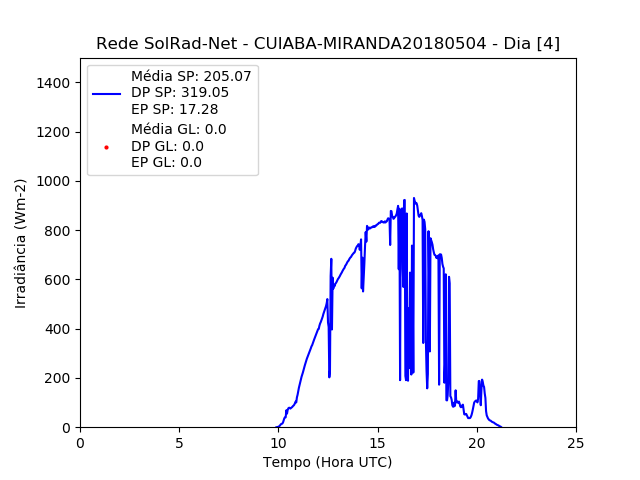 Rede SolRad-Net - CUIABA-MIRANDA20180504 - Dia [4]
Média SP: 205.07
DP SP: 319.05
EP SP: 17.28
Média GL: 0.0
DP GL: 0.0
EP GL: 0.0
Irradiância (Wm-2)
1400
1200
1000
800
600
400
200
0
0 5 10 15 20 25
Tempo (Hora UTC)